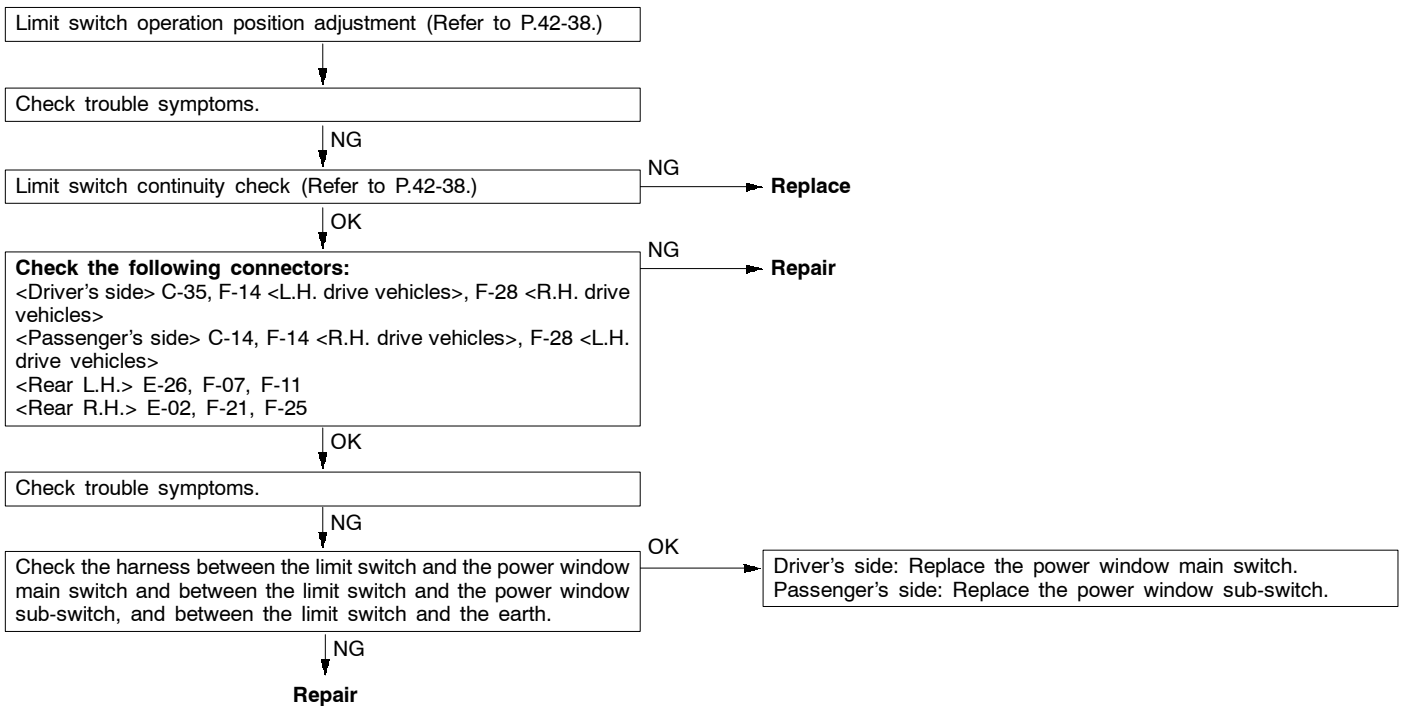 Limit switch operation position adjustment (Refer to P.42-38.)
Check trouble symptoms.
NG
Limit switch continuity check (Refer to P.42-38.)
NG
Replace
OK
Check the following connectors:
<Driver's side> C-35, F-14 <L.H. drive vehicles>, F-28 <R.H. drive
vehicles>
<Passenger's side> C-14, F-14 <R.H. drive vehicles>, F-28 <L.H.
drive vehicles>
<Rear L.H.> E-26, F-07, F-11
<Rear R.H.> E-02, F-21, F-25
NG
Repair
OK
Check trouble symptoms.
NG
Check the harness between the limit switch and the power window
main switch and between the limit switch and the power window
sub-switch, and between the limit switch and the earth.
OK
Driver's side: Replace the power window main switch.
Passenger's side: Replace the power window sub-switch.
NG
Repair